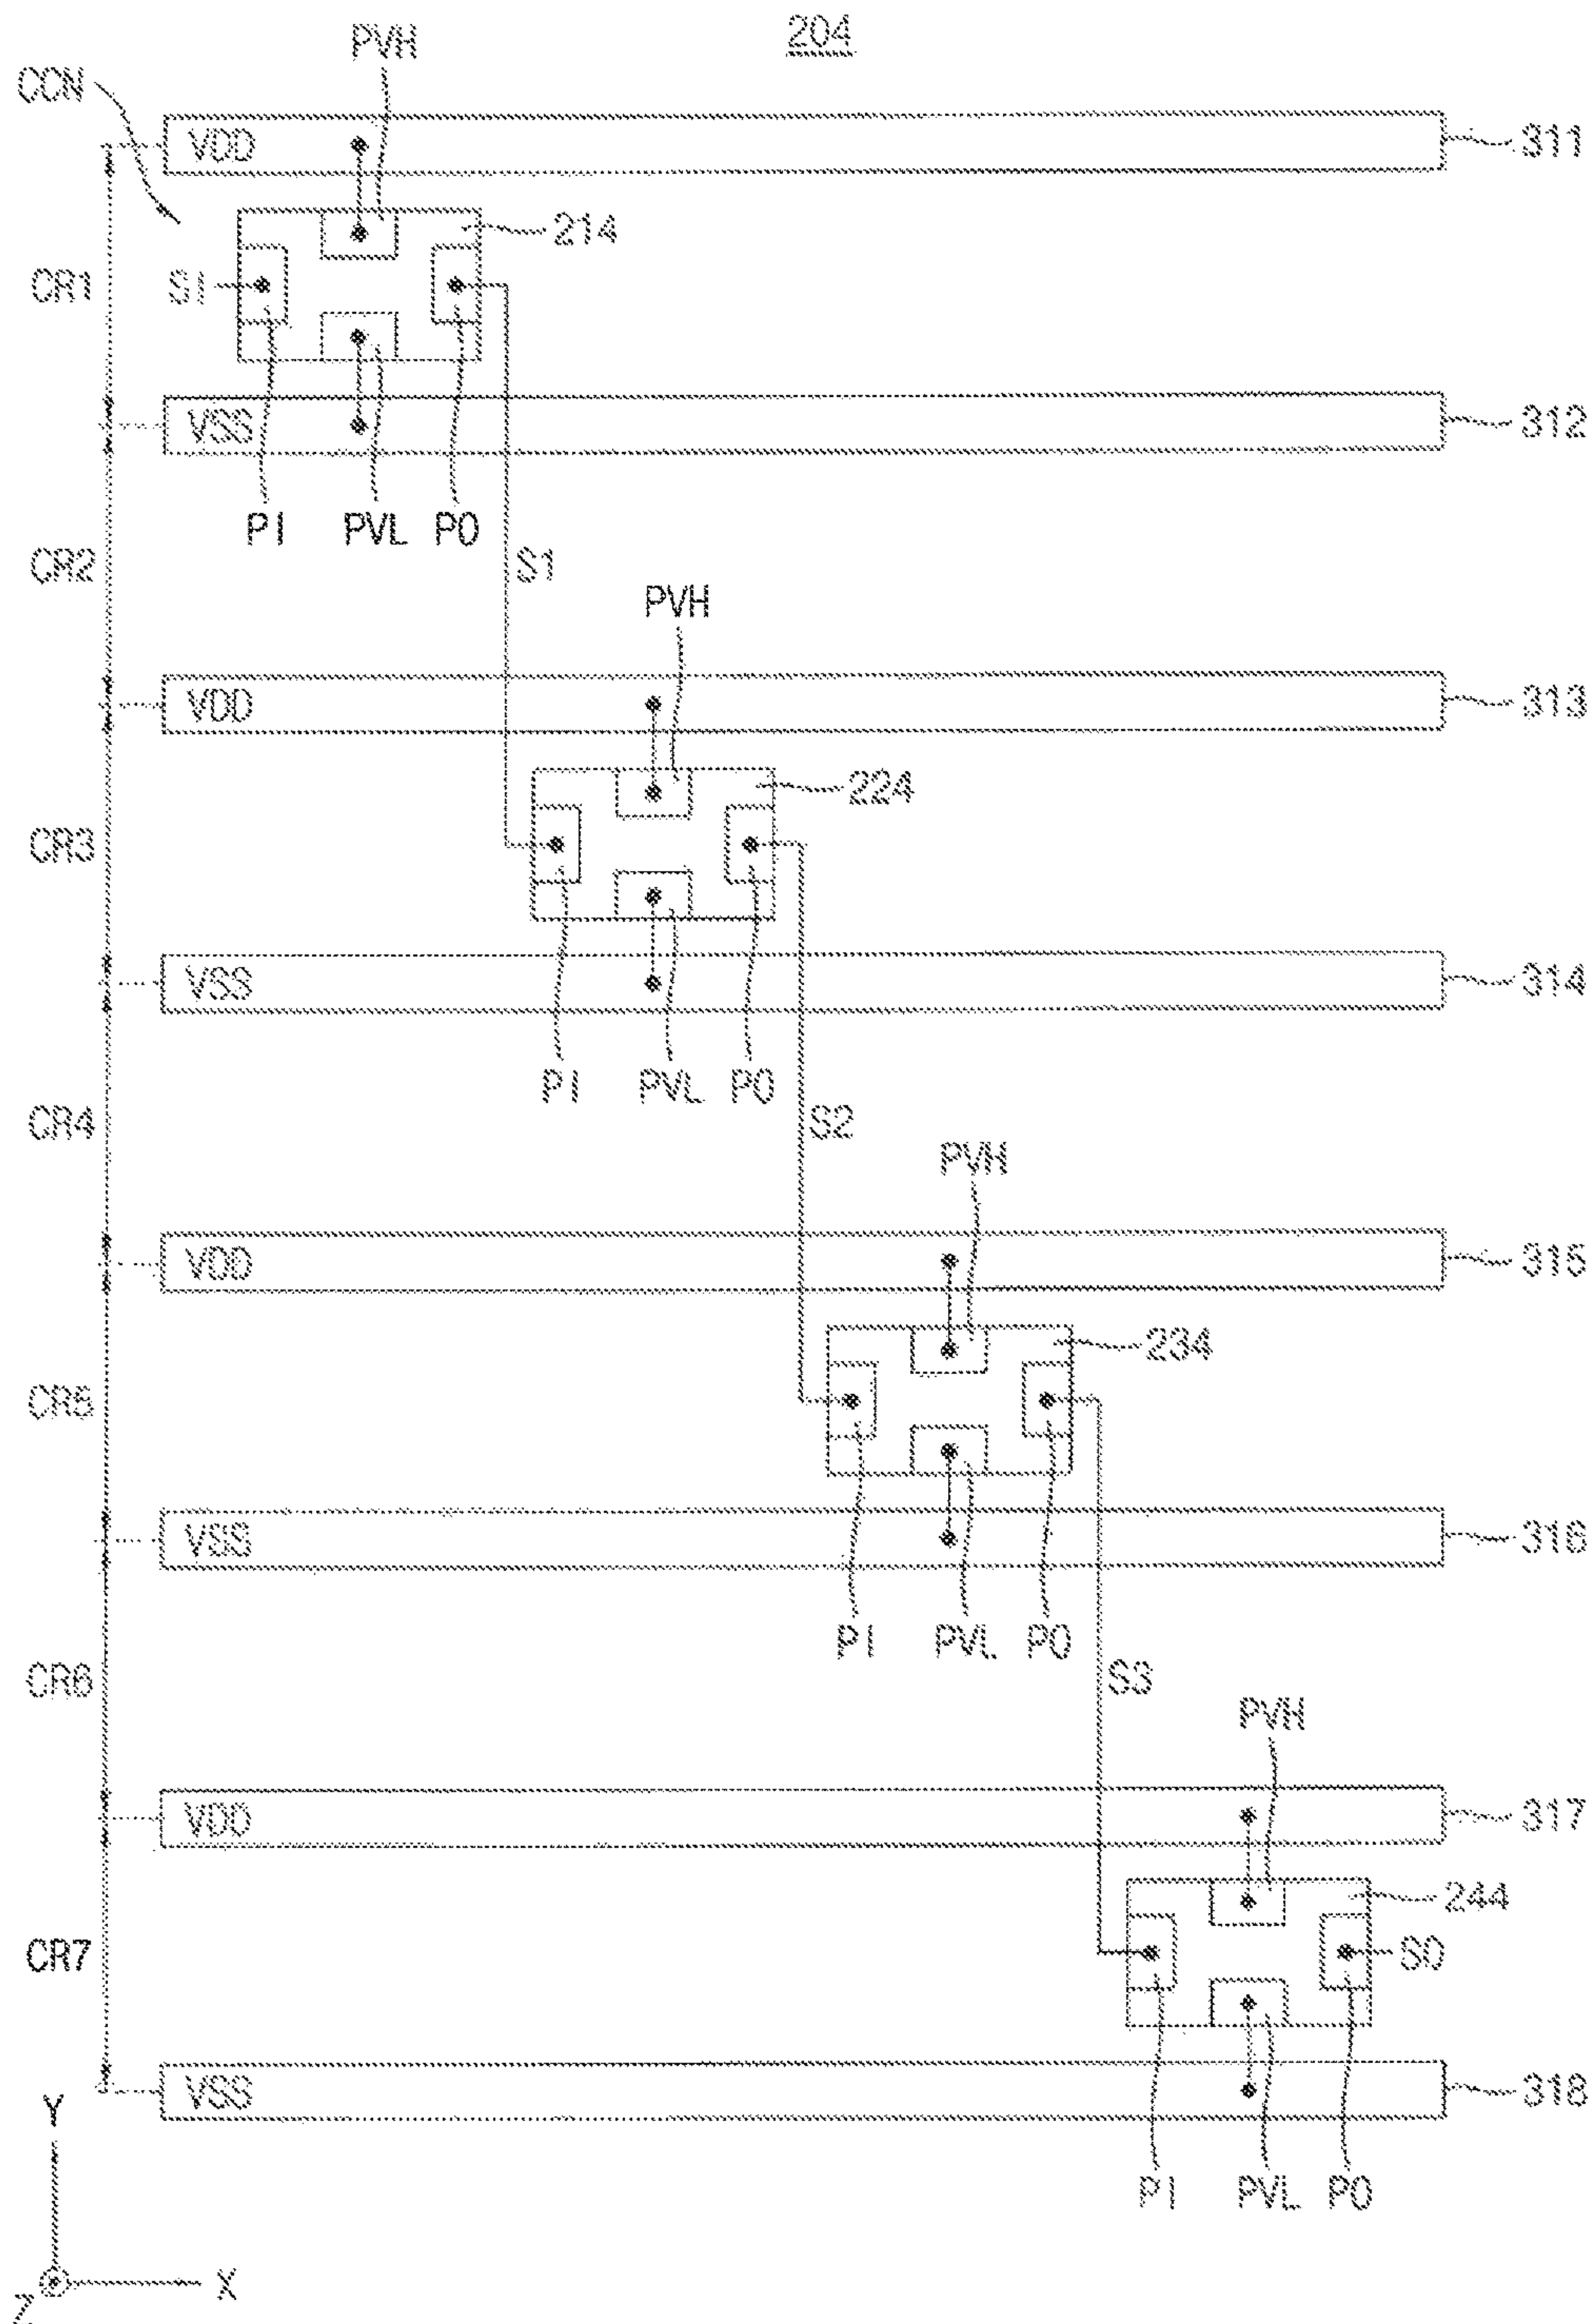 204
PVH
CCN
VDD
311
214
CR1
SI
VSS
312
PI
PVL
PO
CR2
S1
PVH
VDD
313
224
CR3
VSS
314
PI
PVL
PO
CR4
S2
PVH
VDD
315
234
CR5
VSS
316
PI
PVL
PO
CR6
S3
PVH
VDD
317
244
CR7
SO
VSS
318
Y
PI
PVL
PO
X
Z